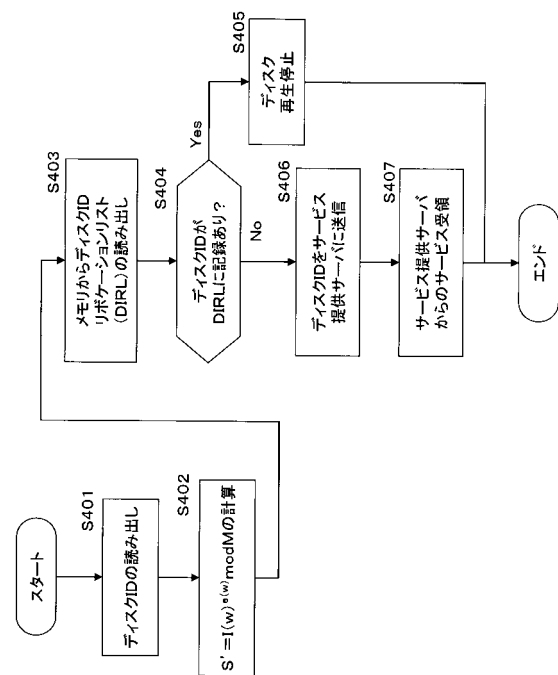 スタート
S401
ディスクIDの読み出し
S402
S'=I(w)^e(w) modMの計算
S403
メモリからディスクID
リボケーションリスト
(DIRL)の読み出し
S404
ディスクIDが
DIRLに記録あり?
Yes
No
S405
ディスク
再生停止
S406
ディスクIDをサービス
提供サーバに送信
S407
サービス提供サーバ
からのサービス受領
エンド